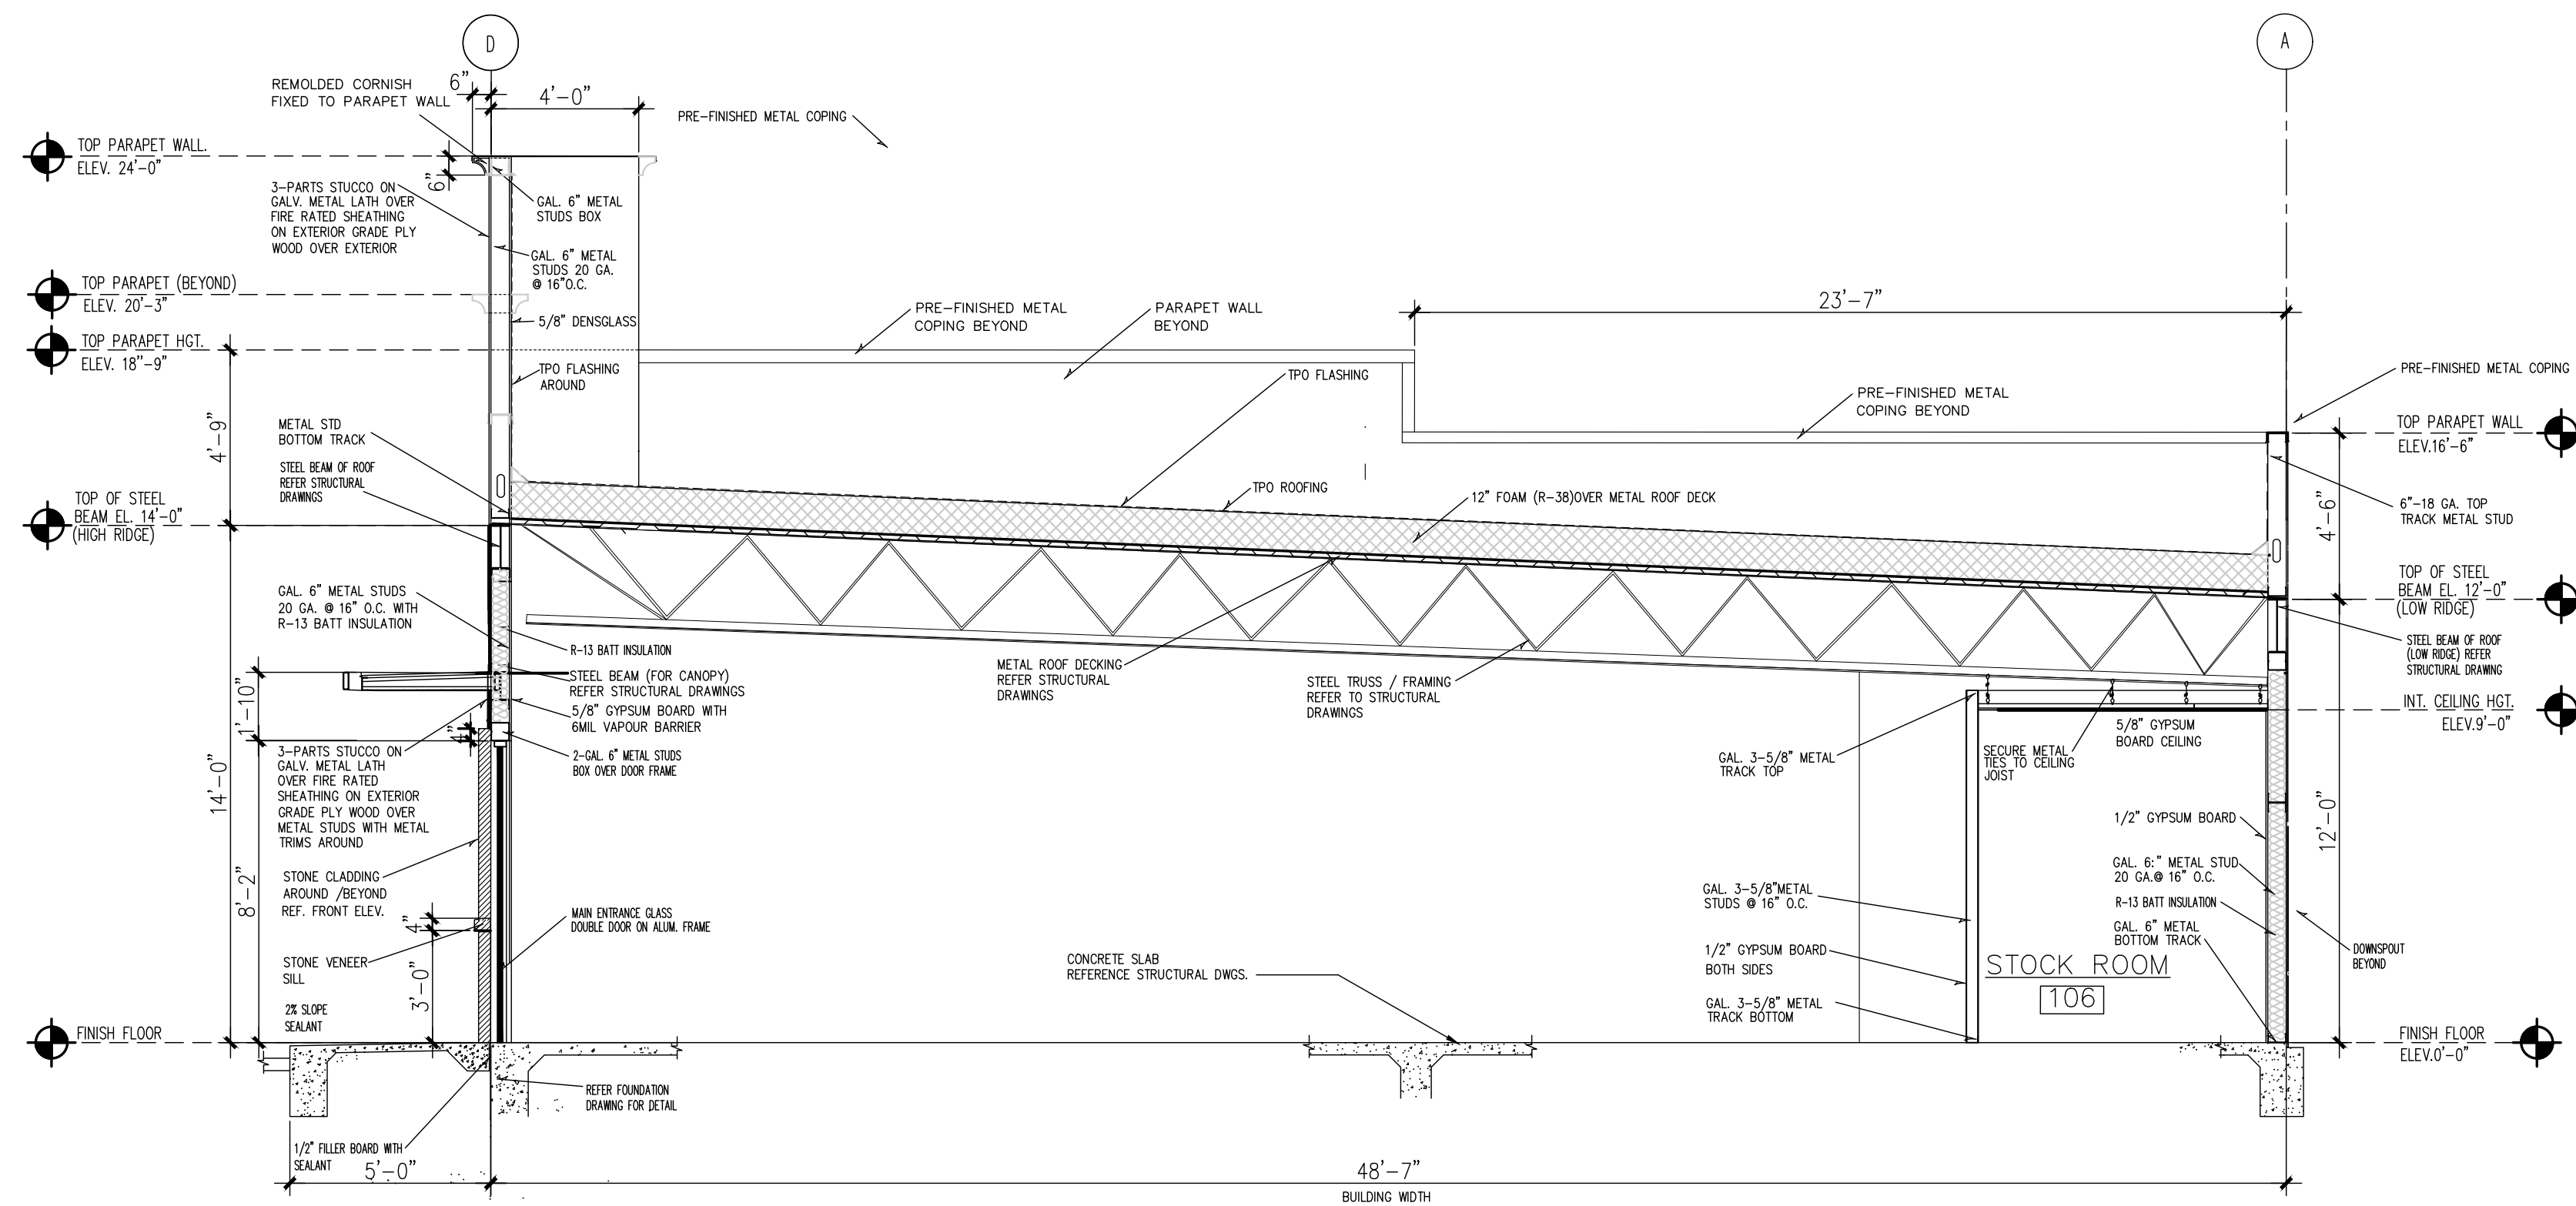 D
A
REMOLDED CORNISH
FIXED TO PARAPET WALL
6"
4'-0"
PRE-FINISHED METAL COPING
TOP PARAPET WALL.
ELEV. 24'-0"
6"
3-PARTS STUCCO ON
GALV. METAL LATH OVER
FIRE RATED SHEATHING
ON EXTERIOR GRADE PLY
WOOD OVER EXTERIOR
GAL. 6" METAL
STUDS BOX
GAL. 6" METAL
STUDS 20 GA.
@ 16"O.C.
TOP PARAPET (BEYOND)
ELEV. 20'-3"
5/8" DENSGLASS
TOP PARAPET HGT.
ELEV. 18"-9"
TPO FLASHING
AROUND
PRE-FINISHED METAL
COPING BEYOND
PARAPET WALL
BEYOND
23'-7"
TPO FLASHING
PRE-FINISHED METAL
COPING BEYOND
PRE-FINISHED METAL COPING
TOP PARAPET WALL
ELEV.16'-6"
4'-9"
METAL STD
BOTTOM TRACK
STEEL BEAM OF ROOF
REFER STRUCTURAL
DRAWINGS
TPO ROOFING
12" FOAM (R-38)OVER METAL ROOF DECK
6"-18 GA. TOP
TRACK METAL STUD
4'-6"
TOP OF STEEL
BEAM EL. 14'-0"
(HIGH RIDGE)
TOP OF STEEL
BEAM EL. 12'-0"
(LOW RIDGE)
GAL. 6" METAL STUDS
20 GA. @ 16" O.C. WITH
R-13 BATT INSULATION
R-13 BATT INSULATION
STEEL BEAM (FOR CANOPY)
REFER STRUCTURAL DRAWINGS
5/8" GYPSUM BOARD WITH
6MIL VAPOUR BARRIER
2-GAL. 6" METAL STUDS
BOX OVER DOOR FRAME
METAL ROOF DECKING
REFER STRUCTURAL
DRAWINGS
STEEL TRUSS / FRAMING
REFER TO STRUCTURAL
DRAWINGS
STEEL BEAM OF ROOF
(LOW RIDGE) REFER
STRUCTURAL DRAWING
INT. CEILING HGT.
ELEV.9'-0"
1'-10"
4"
14'-0"
8'-2"
3-PARTS STUCCO ON
GALV. METAL LATH
OVER FIRE RATED
SHEATHING ON EXTERIOR
GRADE PLY WOOD OVER
METAL STUDS WITH METAL
TRIMS AROUND
5/8" GYPSUM
BOARD CEILING
SECURE METAL
TIES TO CEILING
JOIST
GAL. 3-5/8" METAL
TRACK TOP
1/2" GYPSUM BOARD
12'-0"
STONE CLADDING
AROUND /BEYOND
REF. FRONT ELEV.
GAL. 6:" METAL STUD
20 GA.@ 16" O.C.
R-13 BATT INSULATION
GAL. 6" METAL
BOTTOM TRACK
GAL. 3-5/8"METAL
STUDS @ 16" O.C.
MAIN ENTRANCE GLASS
DOUBLE DOOR ON ALUM. FRAME
4"
STONE VENEER
SILL
3'-0"
CONCRETE SLAB
REFERENCE STRUCTURAL DWGS.
1/2" GYPSUM BOARD
BOTH SIDES
STOCK ROOM
106
DOWNSPOUT
BEYOND
2% SLOPE
SEALANT
GAL. 3-5/8" METAL
TRACK BOTTOM
FINISH FLOOR
FINISH FLOOR
ELEV.0'-0"
REFER FOUNDATION
DRAWING FOR DETAIL
1/2" FILLER BOARD WITH
SEALANT
5'-0"
48'-7"
BUILDING WIDTH